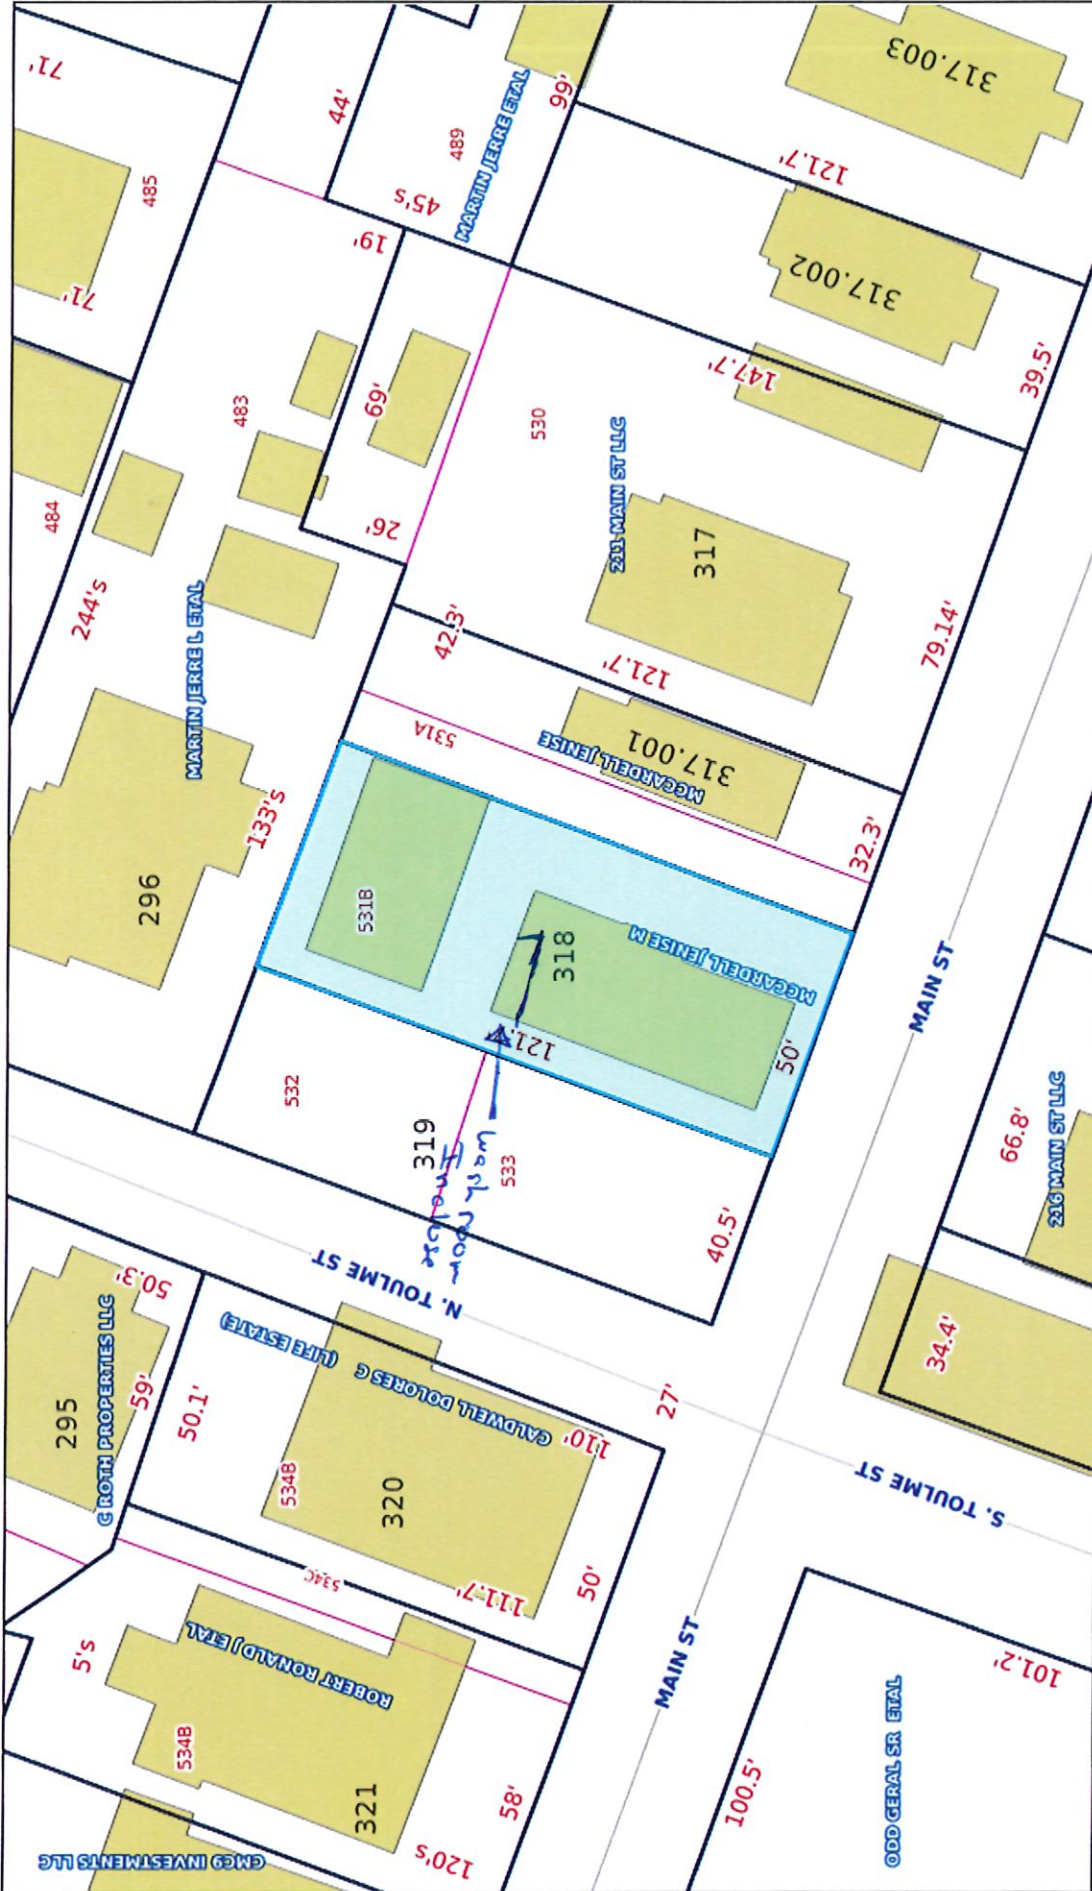 71'
44'
99'
317.003
485
489
MARTIN JERRE ETAL
121.7'
45's
19'
71'
317.002
39.5'
147.7'
483
69'
530
484
26'
211 MAIN ST LLC
317
244's
MARTIN JERRE L ETAL
42.3'
121.7'
79.14'
531A
317.001
MCCARDELL JENISE
133's
32.3'
296
531B
318
MCCARDELL JENISE M
MAIN ST
121.
50'
532
319
533
wash room
66.8'
216 MAIN ST LLC
40.5'
N. TOULME ST
50.3'
C ROTH PROPERTIES LLC
59'
295
50.1'
CALDWELL DOLORES C (LIFE ESTATE)
34.4'
27'
110'
534B
320
S. TOULME ST
534C
111.7'
50'
ROBERT RONALD J ETAL
5's
MAIN ST
101.2'
534B
321
58'
100.5'
ODD GERAL SR ETAL
120's
CMC9 INVESTMENTS LLC